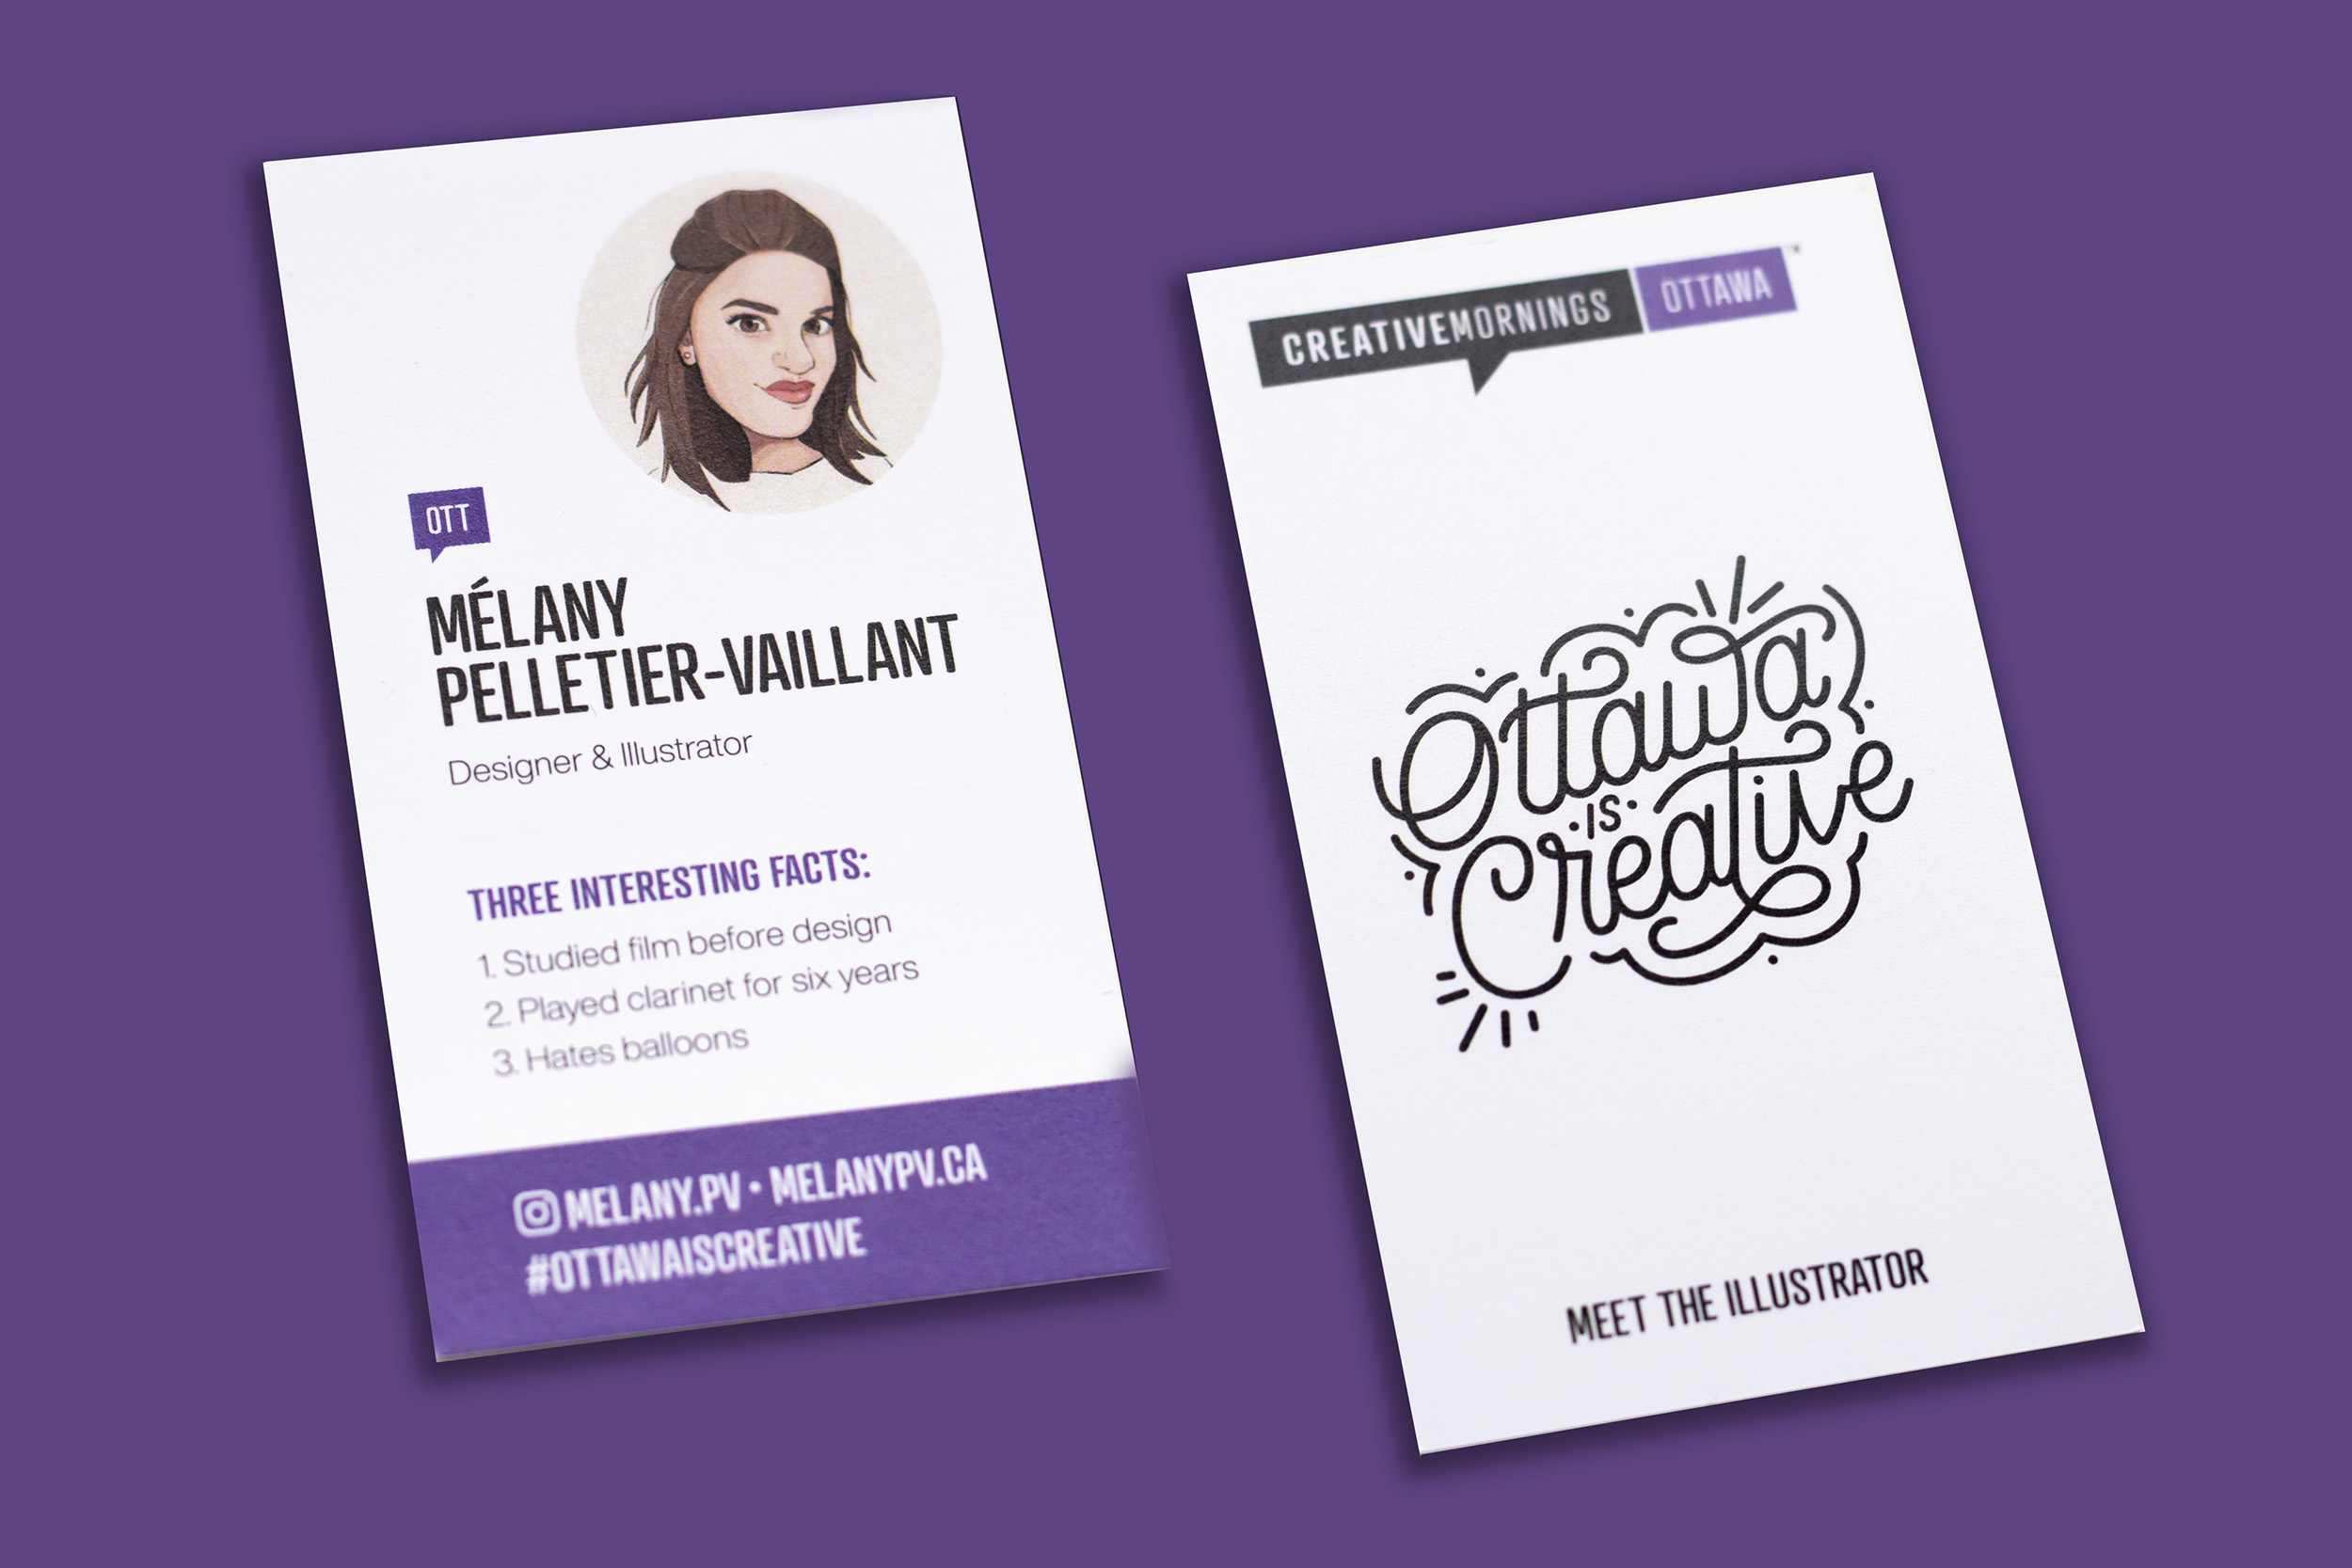 OTT
MÉLANY
PELLETIER-VAILLANT
Designer & Illustrator
THREE INTERESTING FACTS:
1. Studied film before design
2. Played clarinet for six years
3. Hates balloons
MELANY.PV • MELANYPV.CA
#OTTAWAISCREATIVE
CREATIVEMORNINGS OTTAWA
Ottawa
IS
Creative
MEET THE ILLUSTRATOR